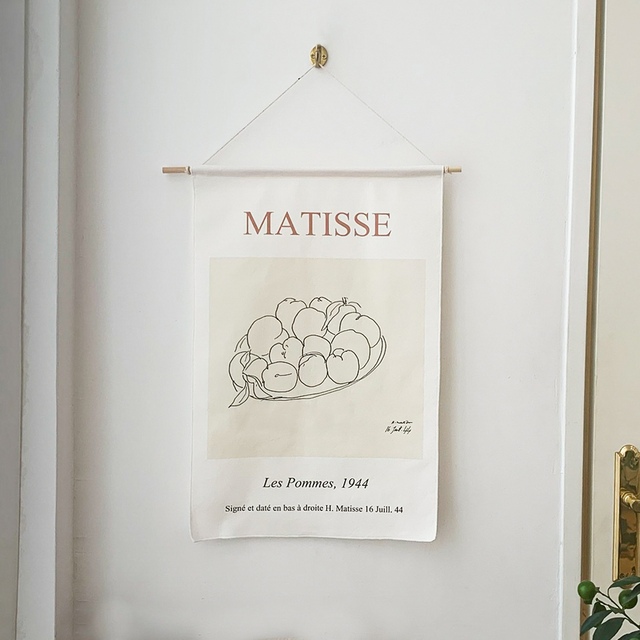 MATISSE
Les Pommes, 1944
Signé et daté en bas à droite H. Matisse 16 Juill. 44